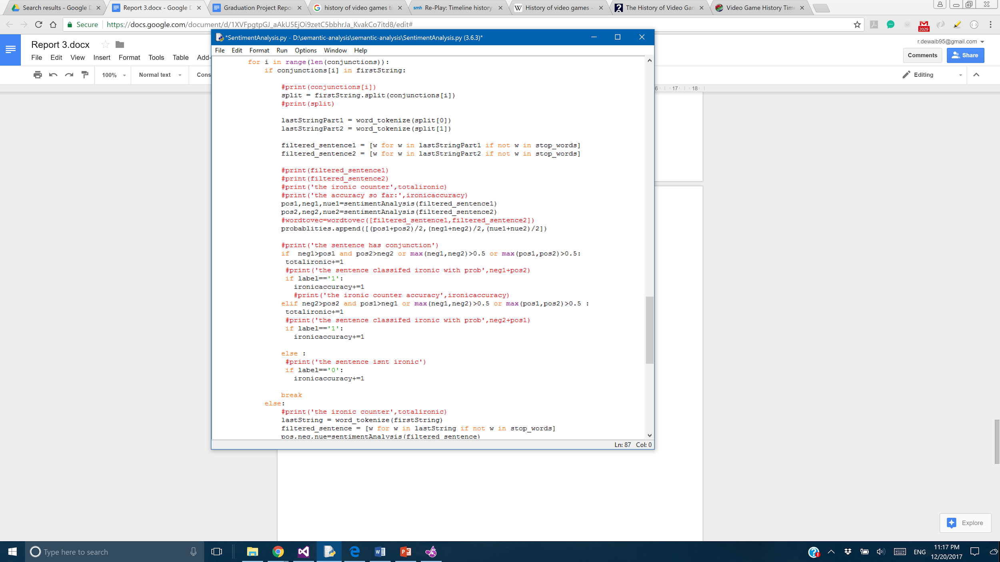 Search results - Google D
Report 3.docx - Google D
Graduation Project Repo
history of video games ti
smh Re-Play: Timeline history
W History of video games -
? The History of Video Gam
Video Game History Time
Secure https://docs.google.com/document/d/1XVFpgtpGJ_aAkU5EjOi9zetC5bbhrJa_KvakCo7itd8/edit#
2029
Report 3.docx
r.dewaib95@gmail.com
File Edit View Insert Format Tools Table Add-
Comments Share
100% Normal text Cons
Editing
6 17 18
*SentimentAnalysis.py - D:\semantic-analysis\semantic-analysis\SentimentAnalysis.py (3.6.3)*
File Edit Format Run Options Window Help
for i in range(len(conjunctions)):
if conjunctions[i] in firstString:
#print(conjunctions[i])
split = firstString.split(conjunctions[i])
#print(split)
lastStringPart1 = word_tokenize(split[0])
lastStringPart2 = word_tokenize(split[1])
filtered_sentence1 = [w for w in lastStringPart1 if not w in stop_words]
filtered_sentence2 = [w for w in lastStringPart2 if not w in stop_words]
#print(filtered_sentence1)
#print(filtered_sentence2)
#print('the ironic counter',totalironic)
#print('the accuracy so far:',ironicaccuracy)
pos1,neg1,nue1=sentimentAnalysis(filtered_sentence1)
pos2,neg2,nue2=sentimentAnalysis(filtered_sentence2)
#wordtovec=wordtovec([filtered_sentence1,filtered_sentence2])
probablities.append([(pos1+pos2)/2,(neg1+neg2)/2,(nue1+nue2)/2])
#print('the sentence has conjunction')
if  neg1>pos1 and pos2>neg2 or max(neg1,neg2)>0.5 or max(pos1,pos2)>0.5:
totalironic+=1
#print('the sentence classifed ironic with prob',neg1+pos2)
if label=='1':
ironicaccuracy+=1
#print('the ironic counter accuracy',ironicaccuracy)
elif neg2>pos2 and pos1>neg1 or max(neg1,neg2)>0.5 or max(pos1,pos2)>0.5 :
totalironic+=1
#print('the sentence classifed ironic with prob',neg2+pos1)
if label=='1':
ironicaccuracy+=1
else :
#print('the sentence isnt ironic')
if label=='0':
ironicaccuracy+=1
break
else:
#print('the ironic counter',totalironic)
lastString = word_tokenize(firstString)
filtered_sentence = [w for w in lastString if not w in stop_words]
pos,neg,nue=sentimentAnalysis(filtered_sentence)
Ln: 87 Col: 0
Explore
Type here to search
ENG
11:17 PM
12/20/2017